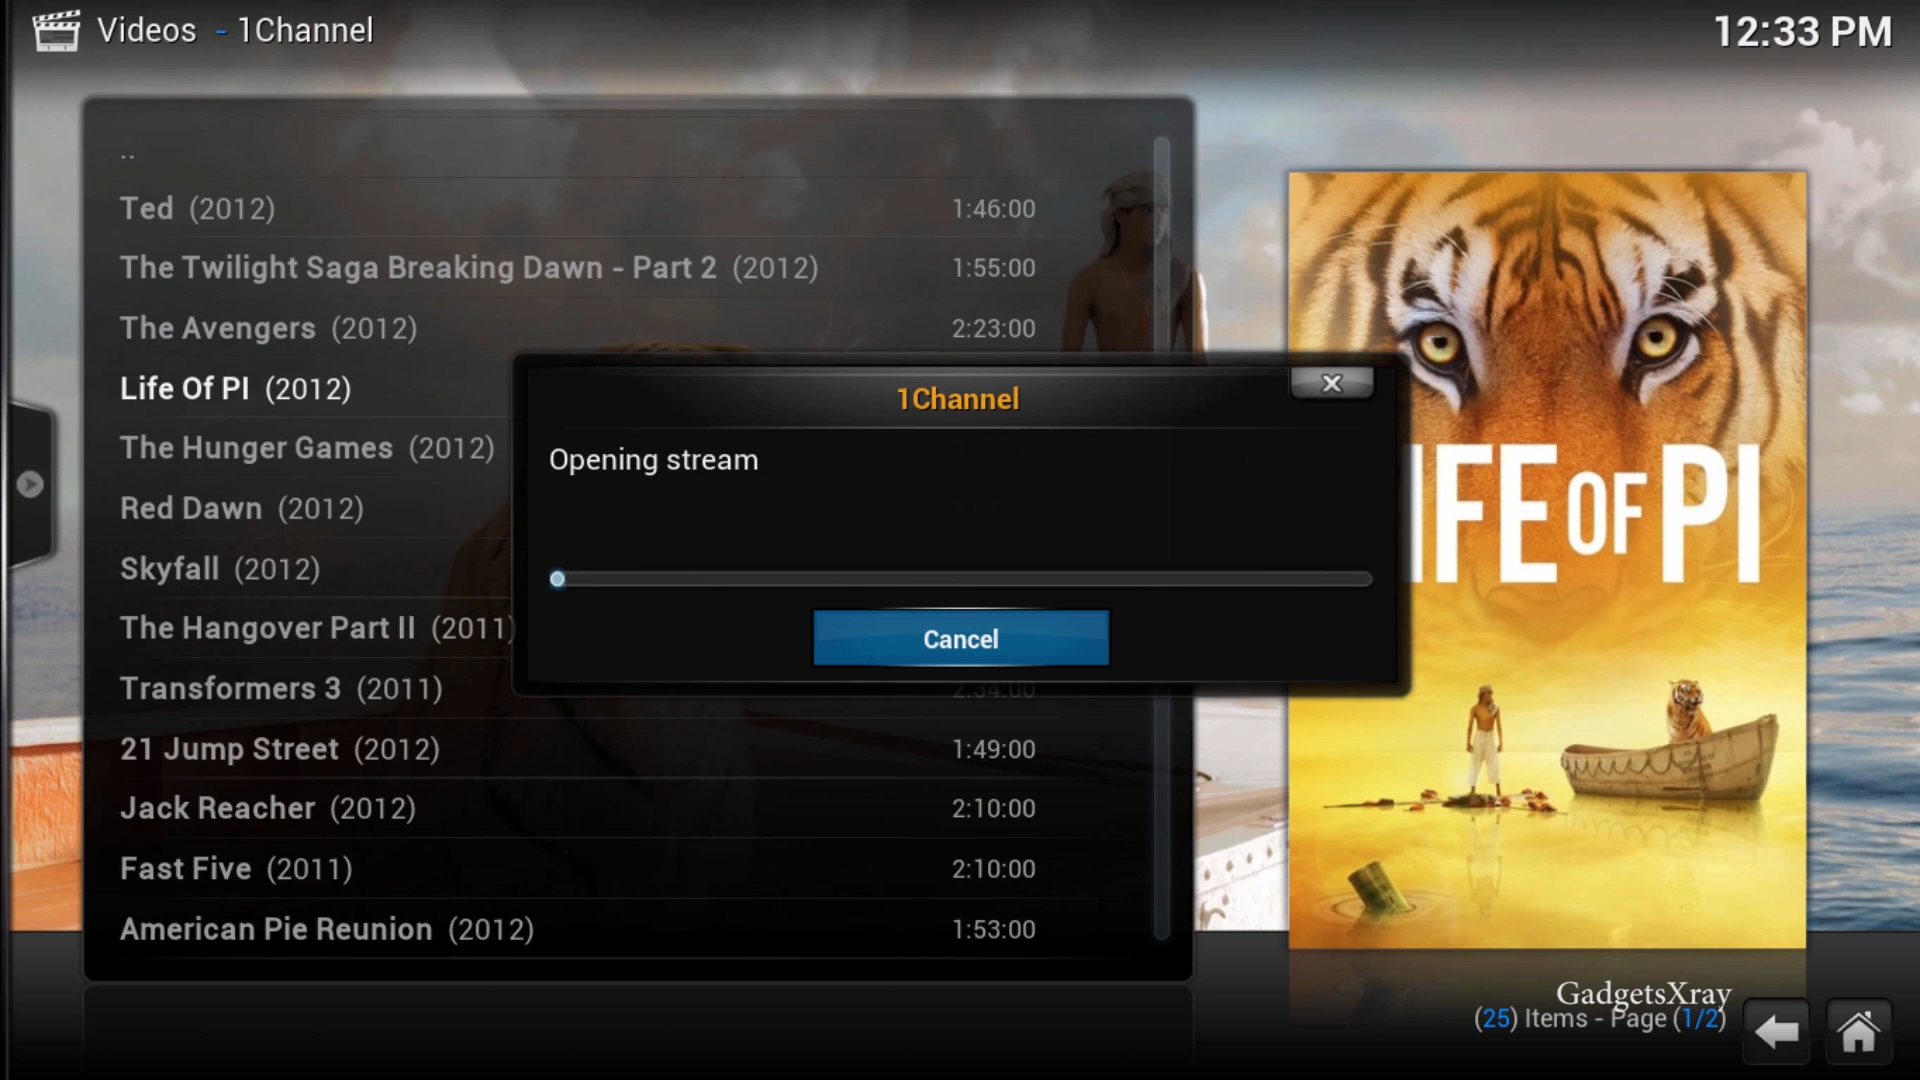 Videos - 1Channel
12:33 PM
..
Ted (2012) 1:46:00
The Twilight Saga Breaking Dawn - Part 2 (2012) 1:55:00
The Avengers (2012) 2:23:00
Life Of PI (2012)
The Hunger Games (2012)
Red Dawn (2012)
Skyfall (2012)
The Hangover Part II (2011)
Transformers 3 (2011) 2:34:00
21 Jump Street (2012) 1:49:00
Jack Reacher (2012) 2:10:00
Fast Five (2011) 2:10:00
American Pie Reunion (2012) 1:53:00
1Channel
X
Opening stream
Cancel
IFE OF PI
GadgetsXray
(25) Items - Page (1/2)